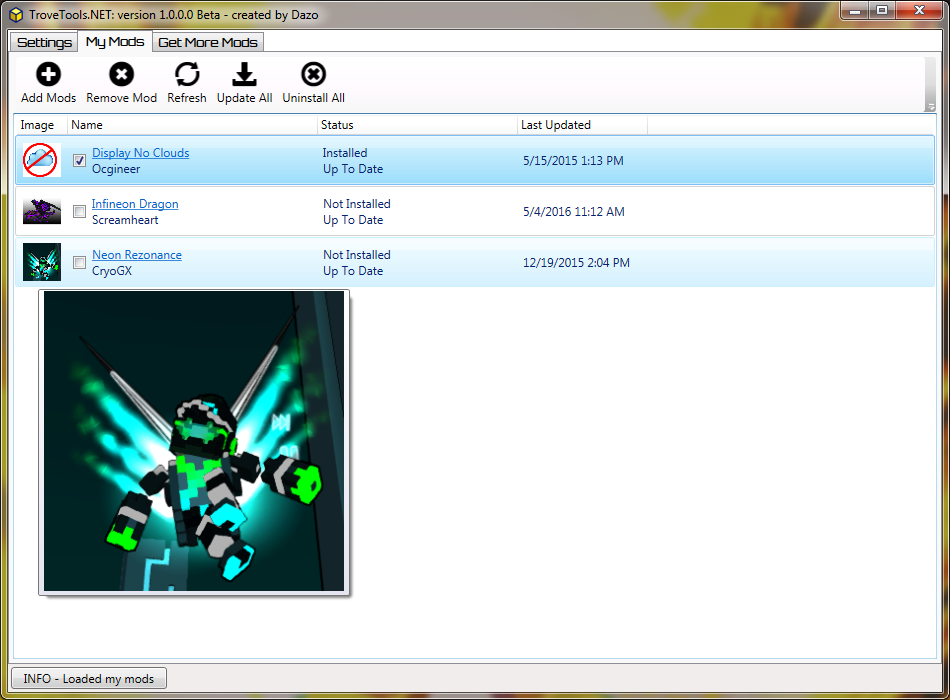 TroveTools.NET: version 1.0.0.0 Beta - created by Dazo
Settings My Mods Get More Mods
Add Mods Remove Mod Refresh Update All Uninstall All
Image Name Status Last Updated
Display No Clouds Installed
Ocgineer Up To Date
5/15/2015 1:13 PM
Infineon Dragon Not Installed
Screamheart Up To Date
5/4/2016 11:12 AM
Neon Rezonance Not Installed
CryoGX Up To Date
12/19/2015 2:04 PM
INFO - Loaded my mods